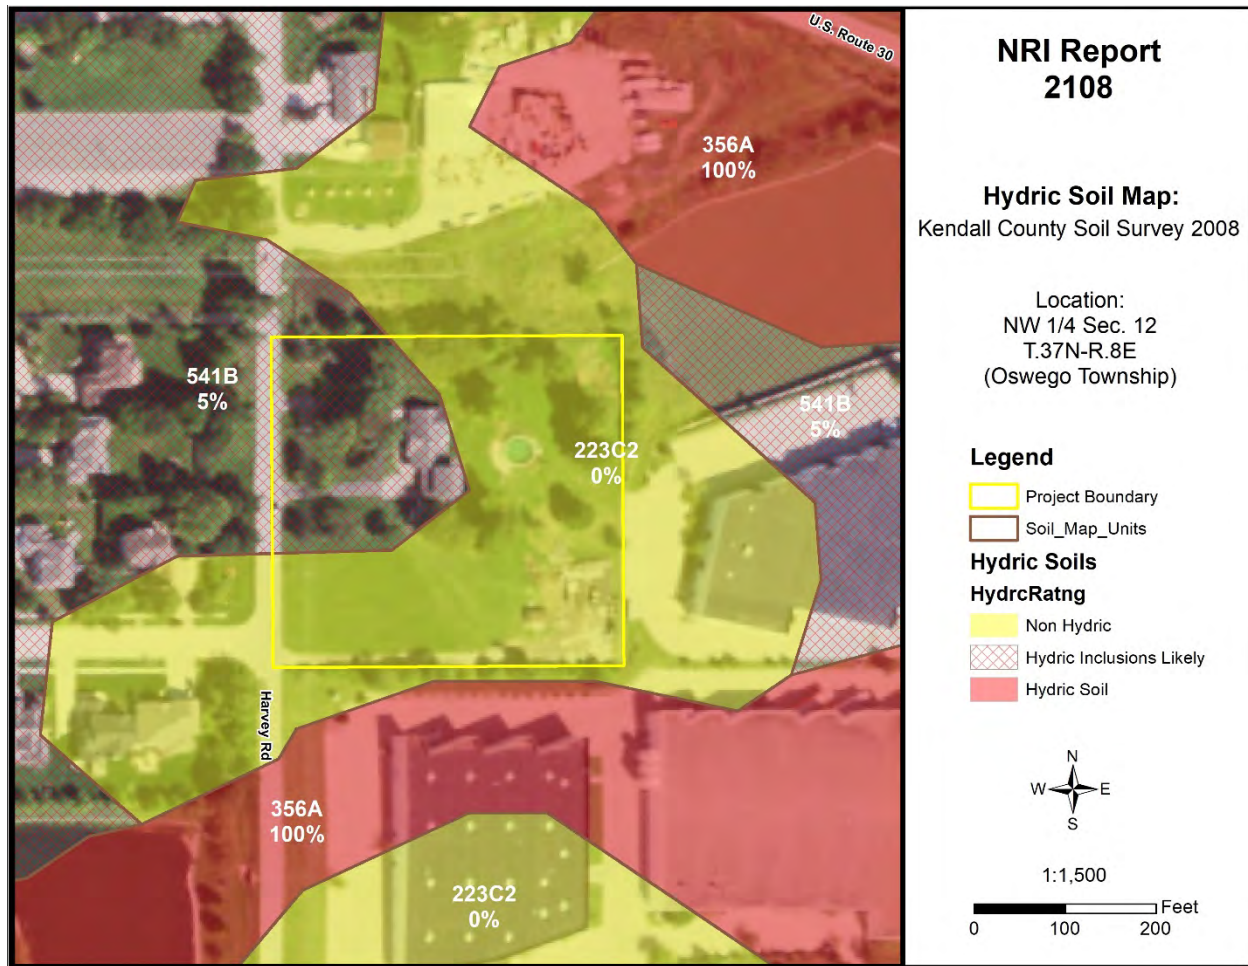 NRI Report
2108
Hydric Soil Map:
Kendall County Soil Survey 2008
Location:
NW 1/4 Sec. 12
T.37N-R.8E
(Oswego Township)
Legend
Project Boundary
Soil_Map_Units
Hydric Soils
HydrcRatng
Non Hydric
Hydric Inclusions Likely
Hydric Soil
N
W
E
S
1:1,500
Feet
0
100
200
U.S. Route 30
356A
100%
541B
5%
541B
5%
223C2
0%
Harvey Rd
356A
100%
223C2
0%